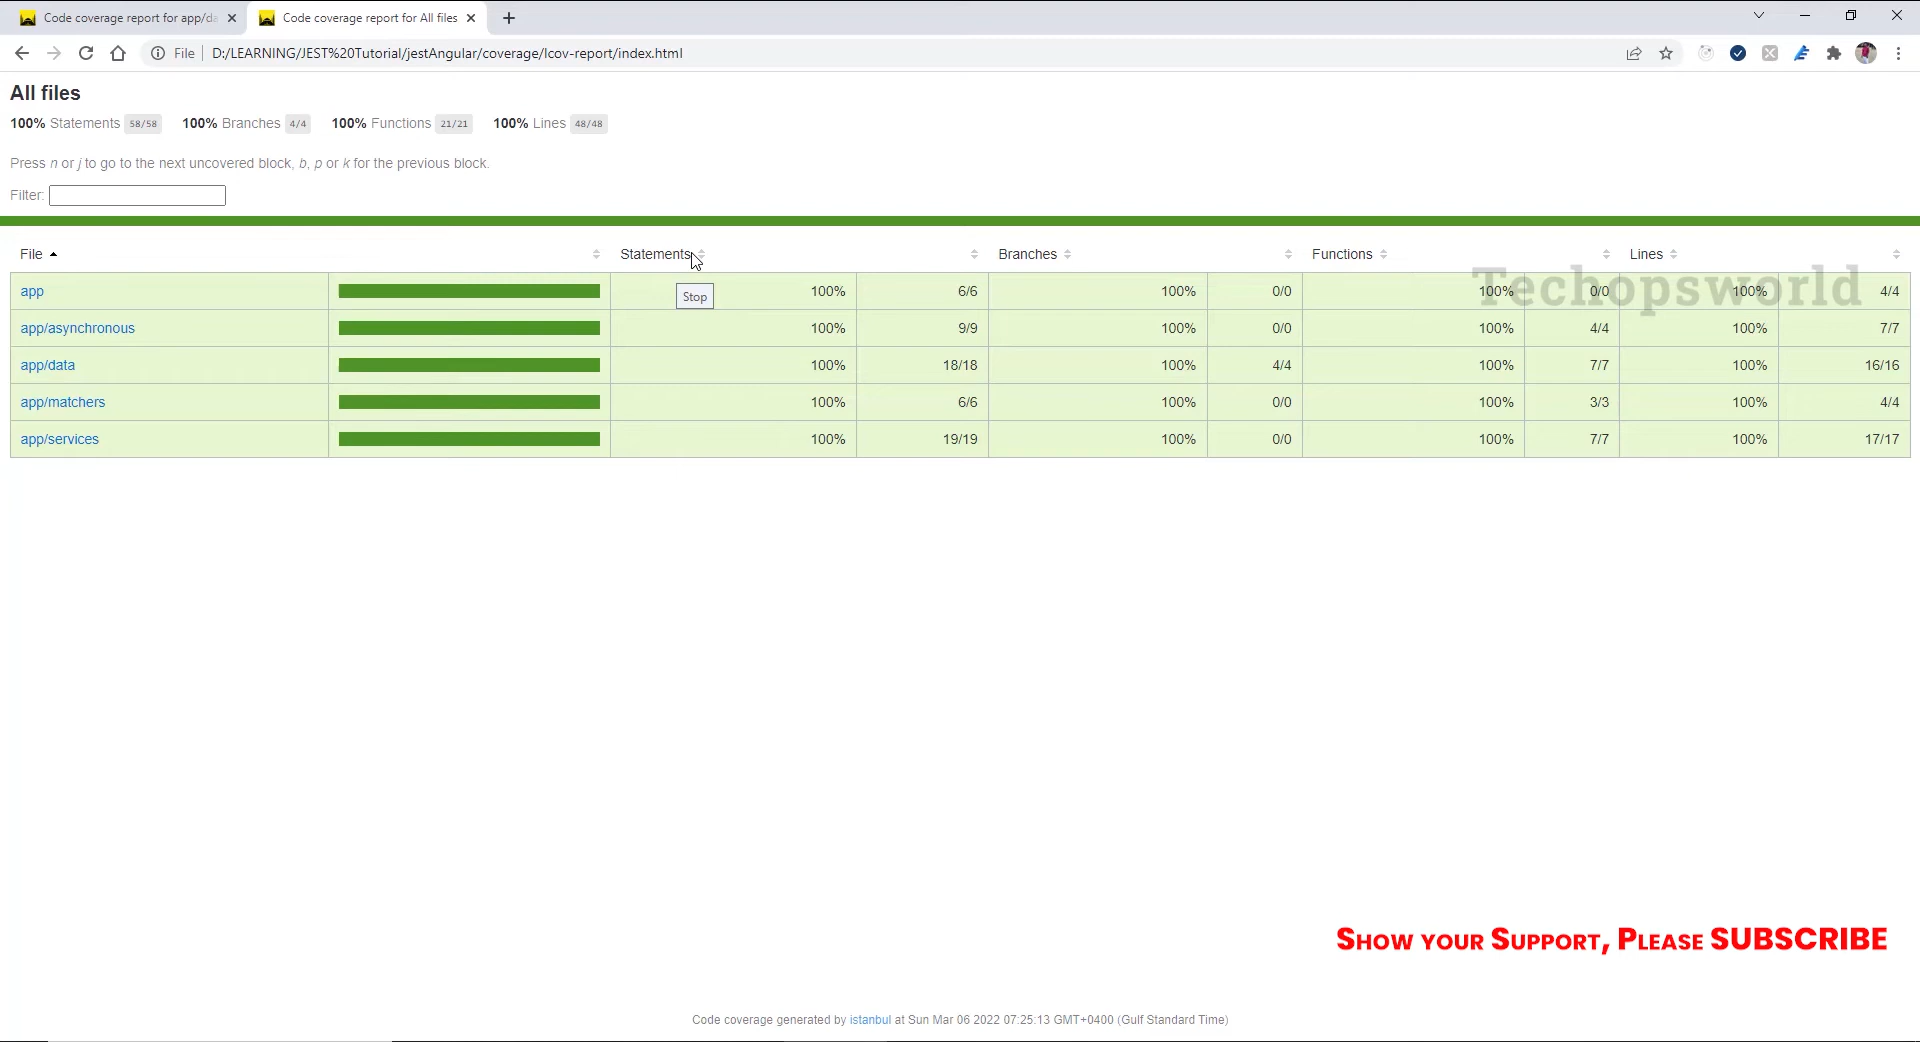 Code coverage report for app/da
Code coverage report for All files
File
D:/LEARNING/JEST%20Tutorial/jestAngular/coverage/lcov-report/index.html
All files
100% Statements 58/58 100% Branches 4/4 100% Functions 21/21 100% Lines 48/48
Press n or j to go to the next uncovered block, b, p or k for the previous block.
Filter:
File Statements Branches Functions Lines
app 100% 6/6 100% 0/0 100% 0/0 100% 4/4
Techopsworld
Stop
app/asynchronous 100% 9/9 100% 0/0 100% 4/4 100% 7/7
app/data 100% 18/18 100% 4/4 100% 7/7 100% 16/16
app/matchers 100% 6/6 100% 0/0 100% 3/3 100% 4/4
app/services 100% 19/19 100% 0/0 100% 7/7 100% 17/17
Show your Support, Please SUBSCRIBE
Code coverage generated by istanbul at Sun Mar 06 2022 07:25:13 GMT+0400 (Gulf Standard Time)